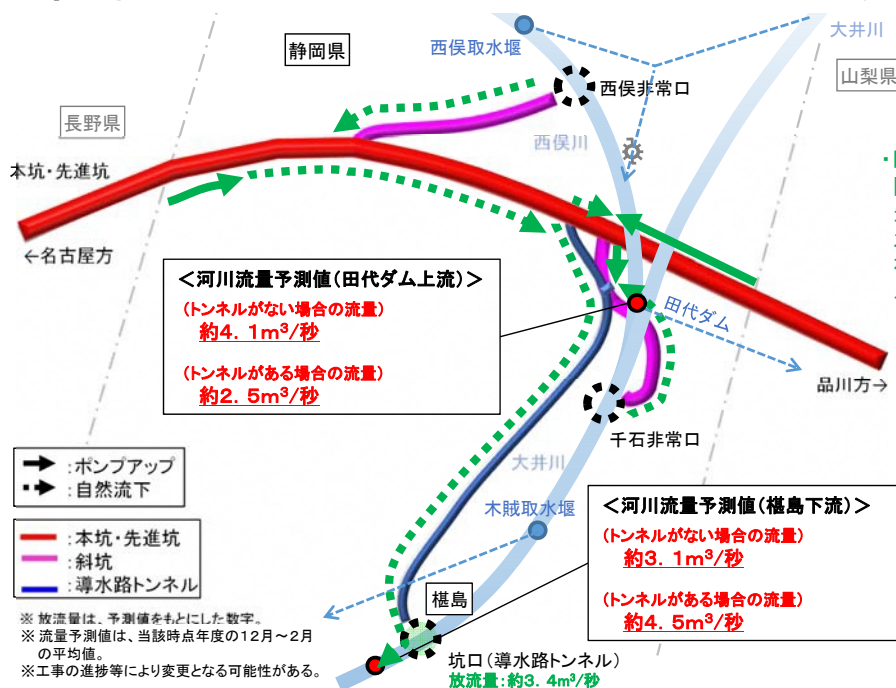 西俣取水堰
大井川
静岡県
山梨県
西俣非常口
長野県
西俣川
本坑・先進坑
←名古屋方
<河川流量予測値(田代ダム上流)>
(トンネルがない場合の流量)
約4.1m³/秒
(トンネルがある場合の流量)
約2.5m³/秒
田代ダム
品川方→
千石非常口
大井川
:ポンプアップ
:自然流下
木賊取水堰
<河川流量予測値(椹島下流)>
(トンネルがない場合の流量)
約3.1m³/秒
(トンネルがある場合の流量)
約4.5m³/秒
:本坑・先進坑
:斜坑
:導水路トンネル
椹島
※ 放流量は、予測値をもとにした数字。
※ 流量予測値は、当該時点年度の12月~2月
の平均値。
※工事の進捗等により変更となる可能性がある。
坑口(導水路トンネル)
放流量:約3.4m³/秒